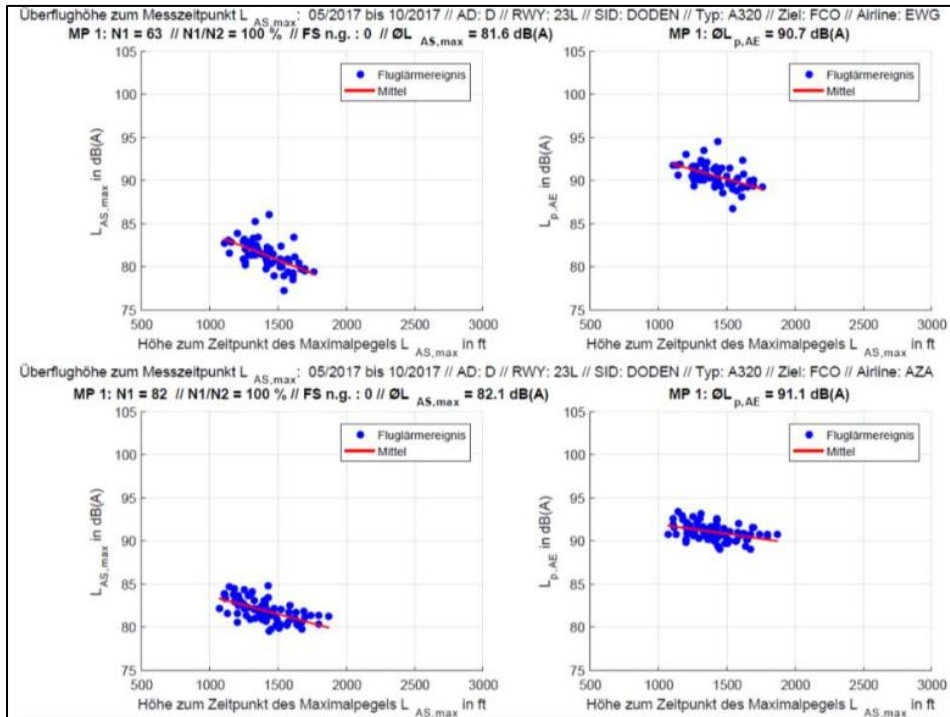 Überflughöhe zum Messzeitpunkt L AS,max: 05/2017 bis 10/2017 // AD: D // RWY: 23L // SID: DODEN // Typ: A320 // Ziel: FCO // Airline: EWG
MP 1: N1 = 63 // N1/N2 = 100 % // FS n.g. : 0 // ØL AS,max = 81.6 dB(A)
105
100
95
90
85
80
75
L AS,max in dB(A)
Fluglärmereignis
Mittel
500 1000 1500 2000 2500 3000
Höhe zum Zeitpunkt des Maximalpegels L AS,max in ft
MP 1: ØL p,AE = 90.7 dB(A)
105
100
95
90
85
80
75
L p,AE in dB(A)
Fluglärmereignis
Mittel
500 1000 1500 2000 2500 3000
Höhe zum Zeitpunkt des Maximalpegels L AS,max in ft
Überflughöhe zum Messzeitpunkt L AS,max: 05/2017 bis 10/2017 // AD: D // RWY: 23L // SID: DODEN // Typ: A320 // Ziel: FCO // Airline: AZA
MP 1: N1 = 82 // N1/N2 = 100 % // FS n.g. : 0 // ØL AS,max = 82.1 dB(A)
105
100
95
90
85
80
75
L AS,max in dB(A)
Fluglärmereignis
Mittel
500 1000 1500 2000 2500 3000
Höhe zum Zeitpunkt des Maximalpegels L AS,max in ft
MP 1: ØL p,AE = 91.1 dB(A)
105
100
95
90
85
80
75
L p,AE in dB(A)
Fluglärmereignis
Mittel
500 1000 1500 2000 2500 3000
Höhe zum Zeitpunkt des Maximalpegels L AS,max in ft